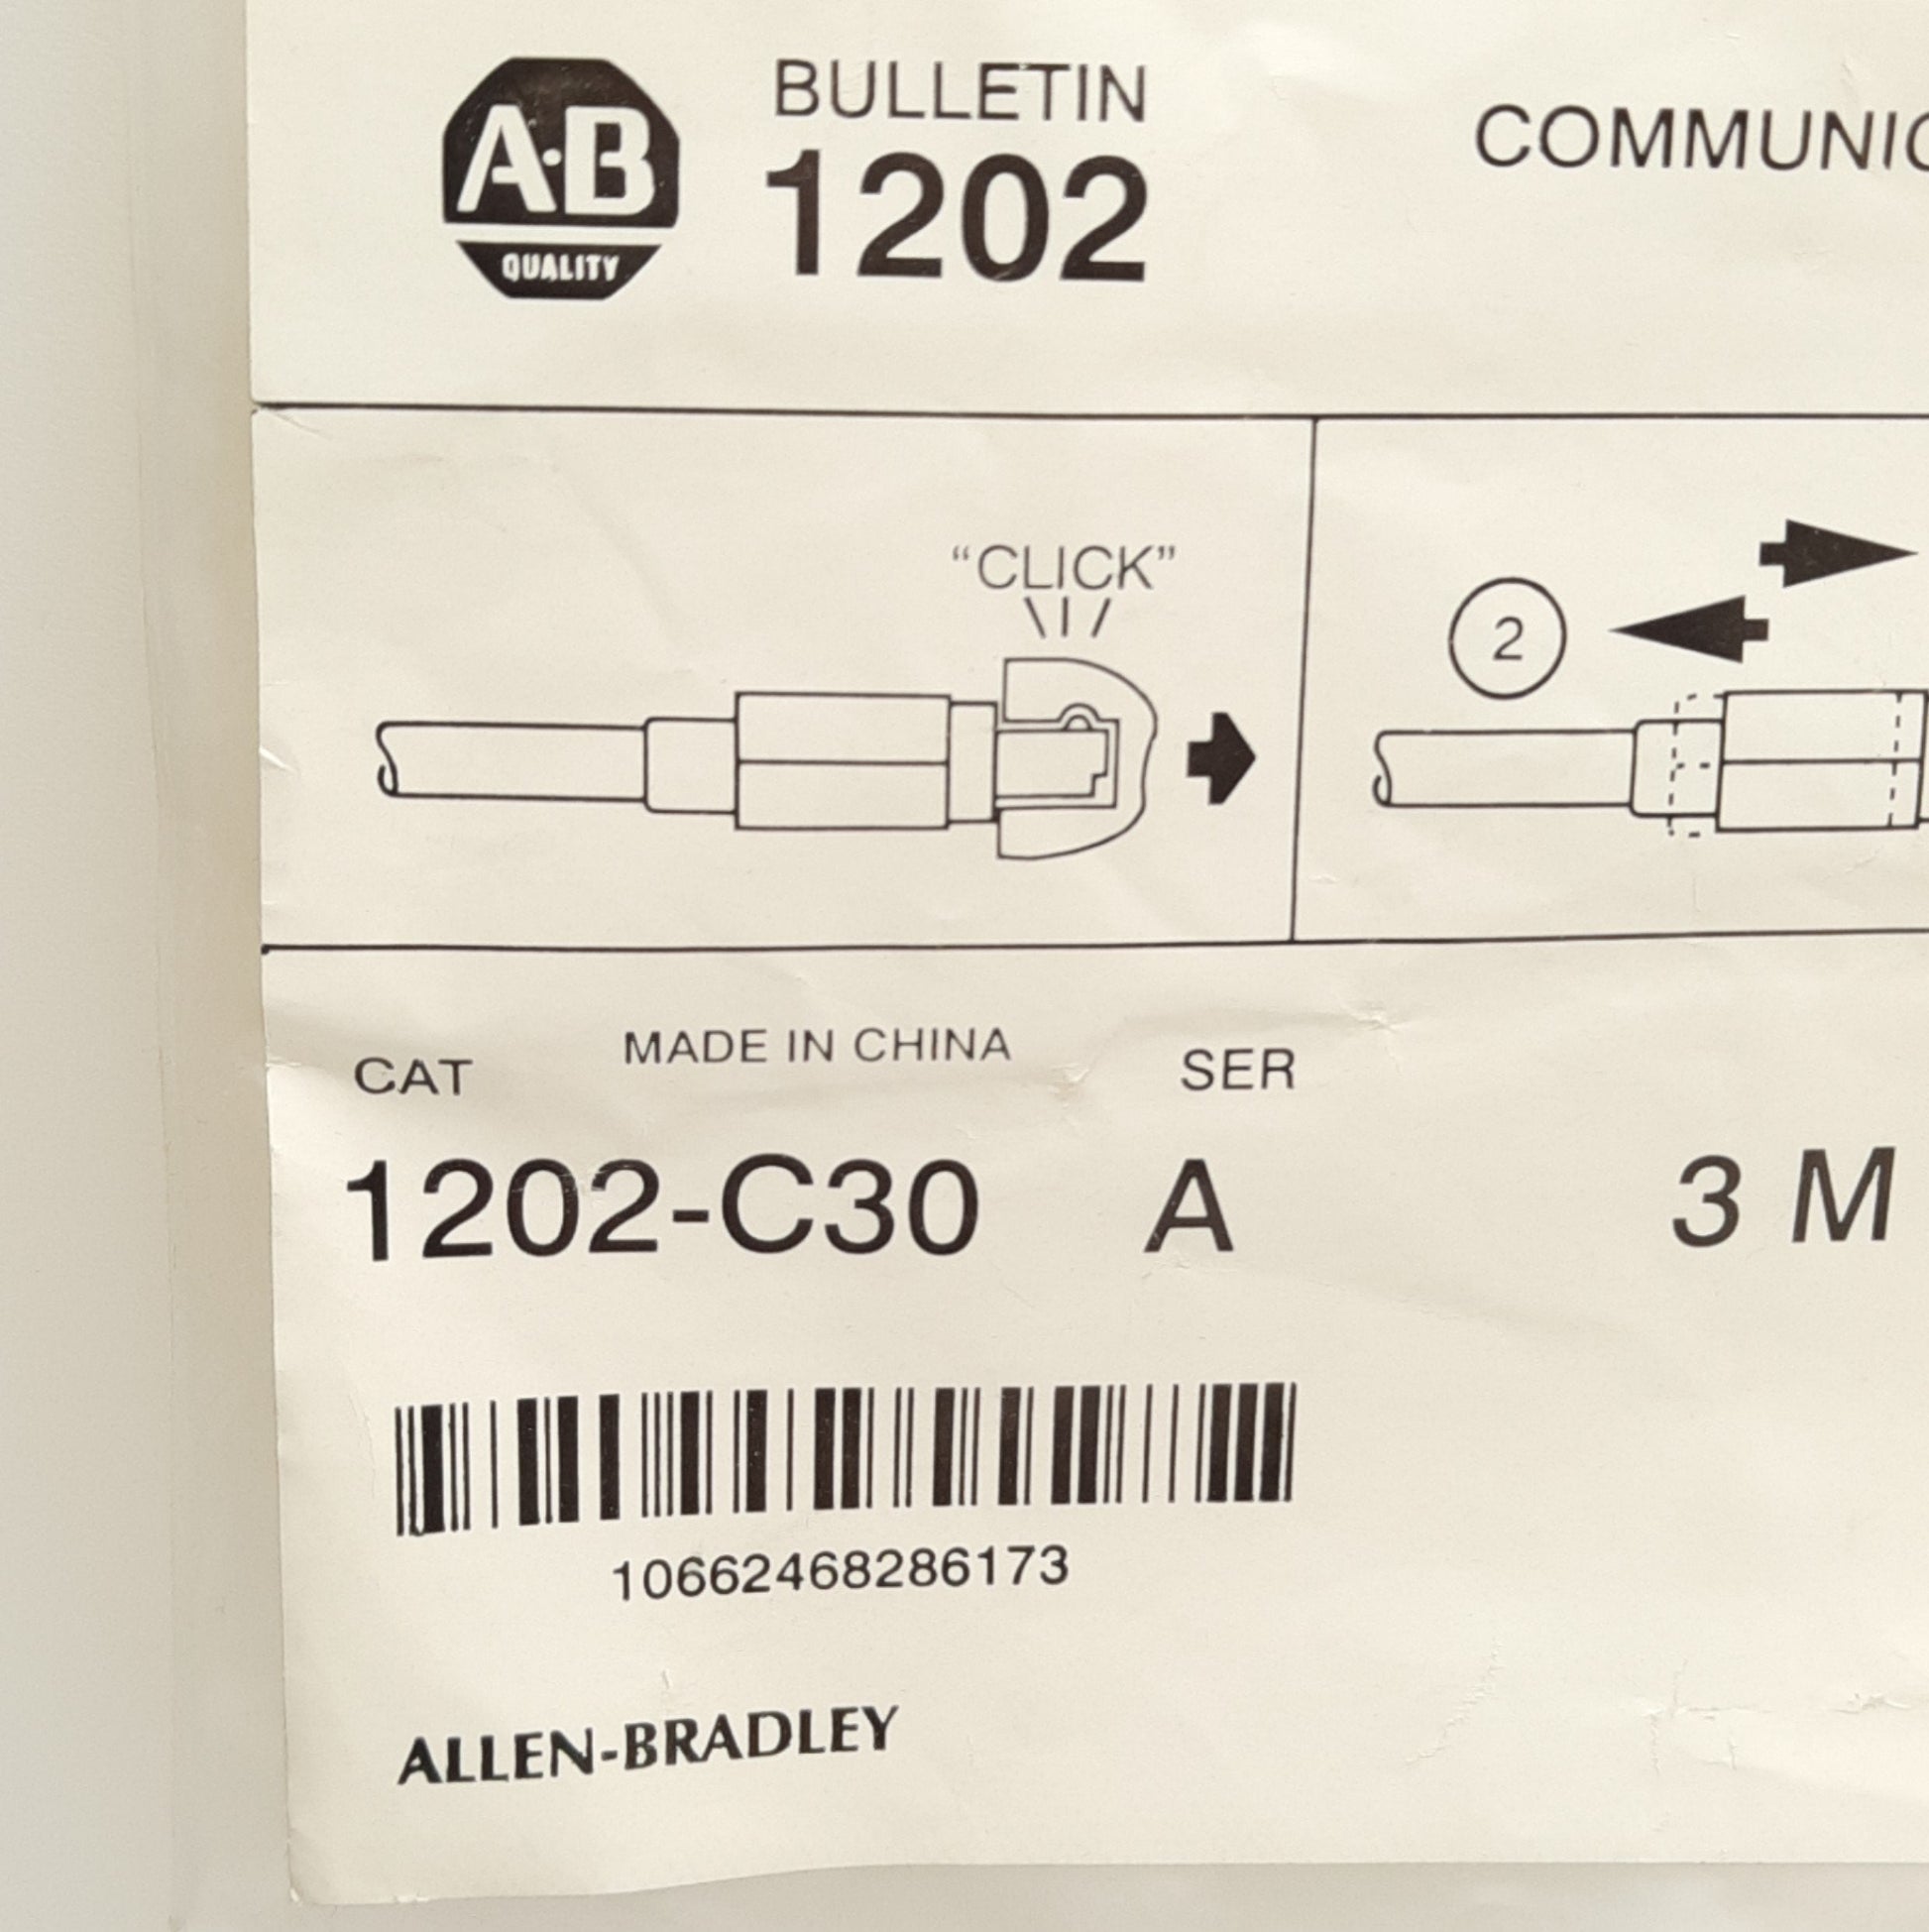 A·B
QUALITY
BULLETIN
1202
COMMUNIC
“CLICK”
2
MADE IN CHINA
CAT
SER
1202-C30 A 3 M
10662468286173
ALLEN-BRADLEY